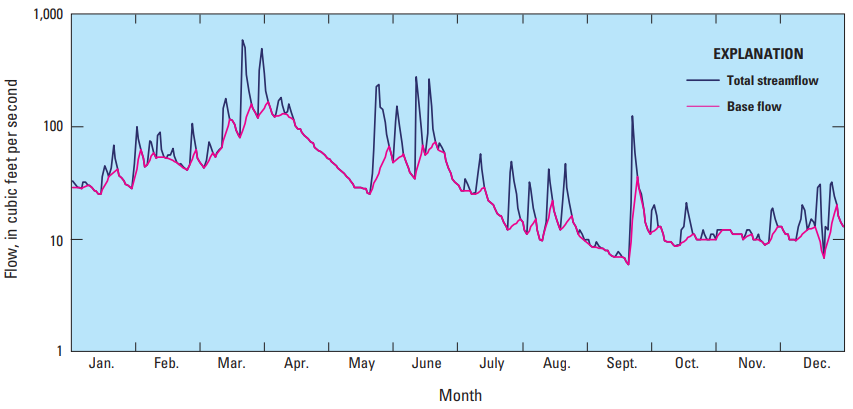 1,000
100
10
1
Flow, in cubic feet per second
EXPLANATION
Total streamflow
Base flow
Jan. Feb. Mar. Apr. May June July Aug. Sept. Oct. Nov. Dec.
Month